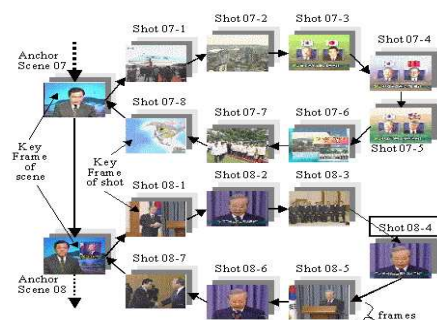 Anchor
Scene 07
Shot 07-1
Shot 07-2
Shot 07-3
Shot 07-4
Shot 07-8
Shot 07-7
Shot 07-6
07-5
Key
Frame
of
scene
Key
Frame
of shot
Shot 08-1
Shot 08-2
Shot 08-3
Shot 08-4
Anchor
Scene 08
Shot 08-7
Shot 08-6
Shot 08-5
frames